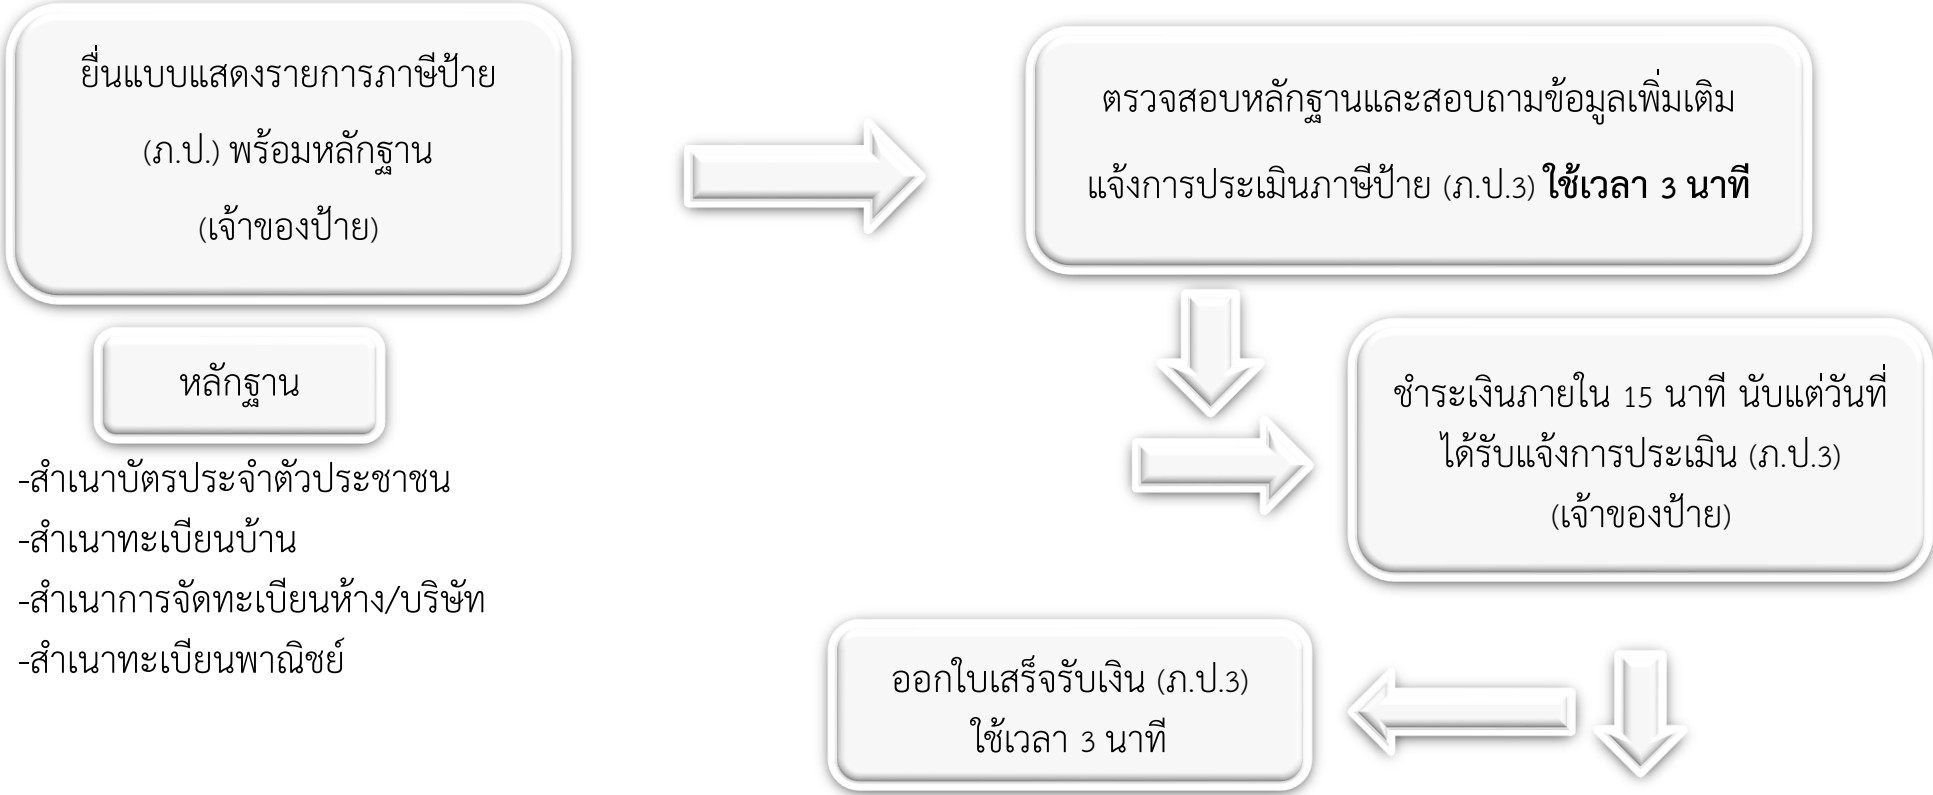 ยื่นแบบแสดงรายการภาษีป้าย
(ภ.ป.) พร้อมหลักฐาน
(เจ้าของป้าย)
ตรวจสอบหลักฐานและสอบถามข้อมูลเพิ่มเติม
แจ้งการประเมินภาษีป้าย (ภ.ป.3) ใช้เวลา 3 นาที
หลักฐาน
-สำเนาบัตรประจำตัวประชาชน
-สำเนาทะเบียนบ้าน
-สำเนาการจัดทะเบียนห้าง/บริษัท
-สำเนาทะเบียนพาณิชย์
ชำระเงินภายใน 15 นาที นับแต่วันที่
ได้รับแจ้งการประเมิน (ภ.ป.3)
(เจ้าของป้าย)
ออกใบเสร็จรับเงิน (ภ.ป.3)
ใช้เวลา 3 นาที